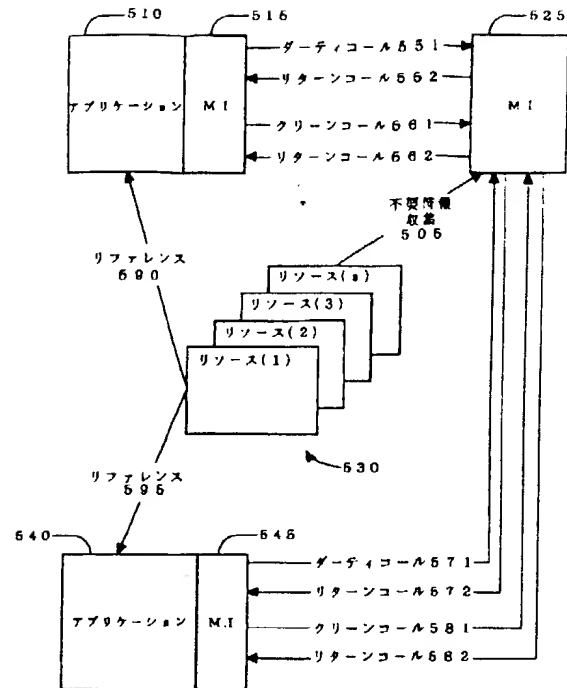 510
515
525
アプリケーション
M I
M I
ダーティコール551
リターンコール552
クリーンコール561
リターンコール562
不要情報
収集
505
リファレンス
590
リソース(n)
リソース(3)
リソース(2)
リソース(1)
530
リファレンス
595
540
545
アプリケーション
M.I
ダーティコール571
リターンコール572
クリーンコール581
リターンコール582